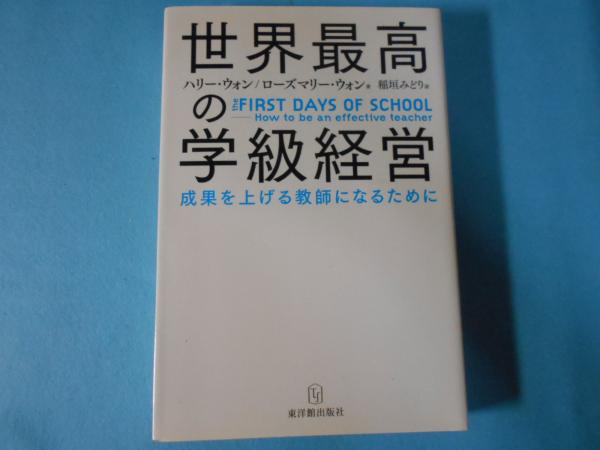 世界最高
ハリー・ウォン/ローズマリー・ウォン 著 稲垣みどり 訳
の THE FIRST DAYS OF SCHOOL
How to be an effective teacher
学級経営
成果を上げる教師になるために
東洋館出版社